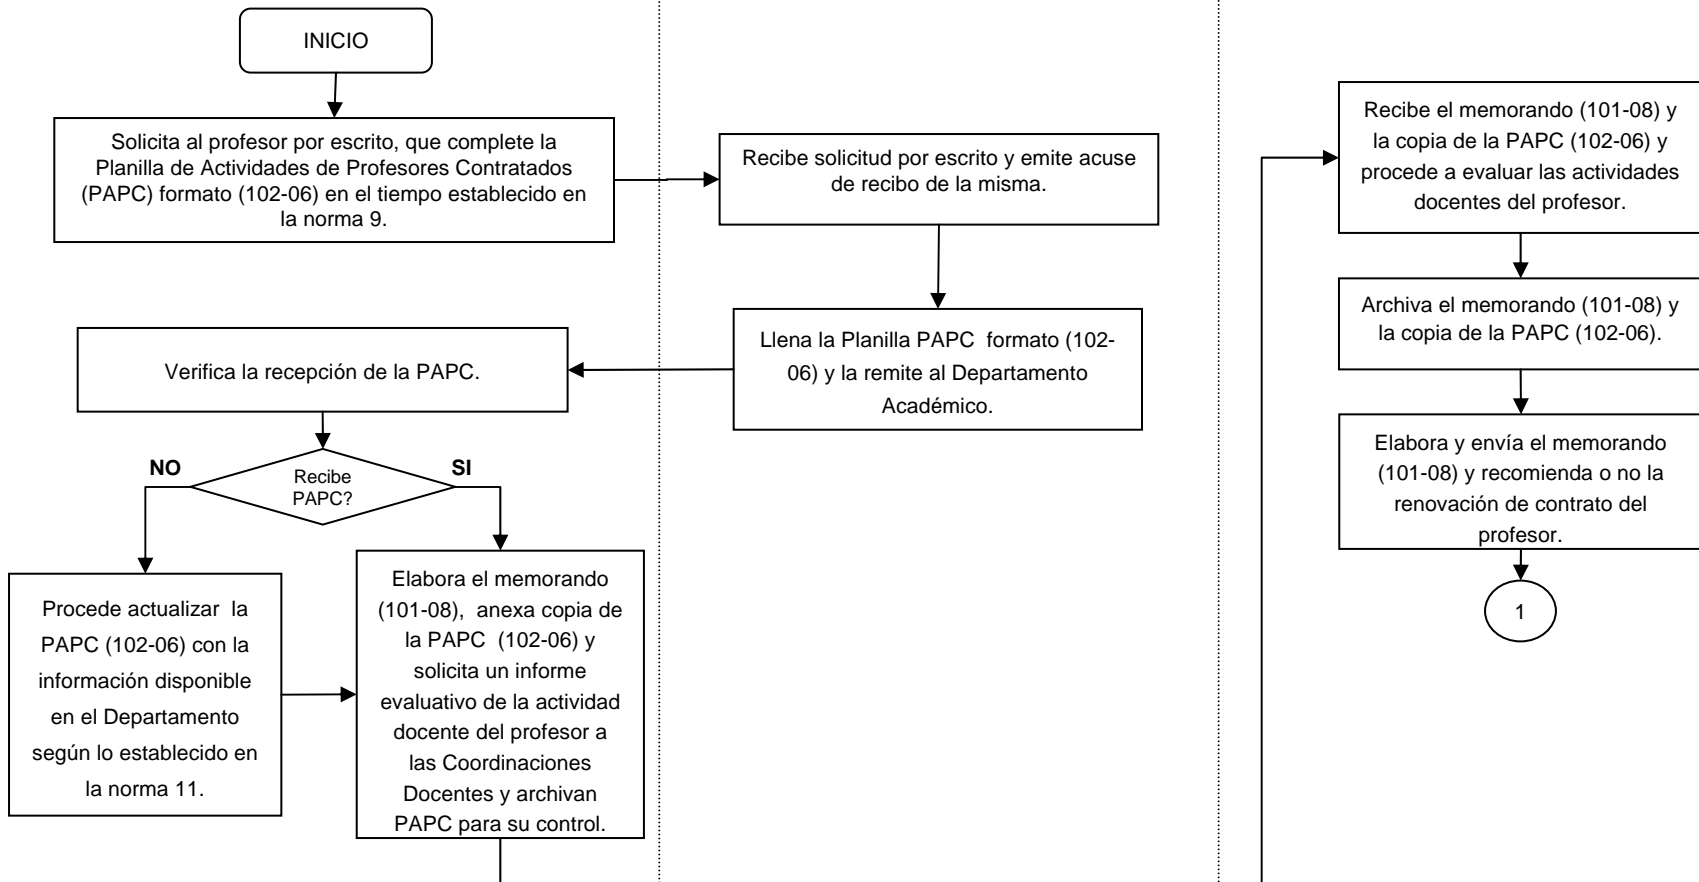 INICIO
Solicita al profesor por escrito, que complete la
Planilla de Actividades de Profesores Contratados
(PAPC) formato (102-06) en el tiempo establecido en
la norma 9.
Recibe solicitud por escrito y emite acuse
de recibo de la misma.
Llena la Planilla PAPC formato (102-
06) y la remite al Departamento
Académico.
Verifica la recepción de la PAPC.
Recibe
PAPC?
NO
SI
Procede actualizar la
PAPC (102-06) con la
información disponible
en el Departamento
según lo establecido en
la norma 11.
Elabora el memorando
(101-08), anexa copia de
la PAPC (102-06) y
solicita un informe
evaluativo de la actividad
docente del profesor a
las Coordinaciones
Docentes y archivan
PAPC para su control.
Recibe el memorando (101-08) y
la copia de la PAPC (102-06) y
procede a evaluar las actividades
docentes del profesor.
Archiva el memorando (101-08) y
la copia de la PAPC (102-06).
Elabora y envía el memorando
(101-08) y recomienda o no la
renovación de contrato del
profesor.
1